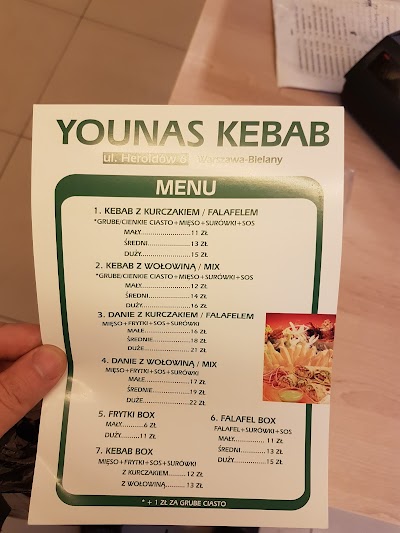 YOUNAS KEBAB
ul. Heroldów 6 Warszawa-Bielany
MENU
1. KEBAB Z KURCZAKIEM / FALAFELEM
*GRUBE/CIENKIE CIASTO+MIĘSO+SURÓWKI+SOS
MAŁY..................11 ZŁ
ŚREDNI...............13 ZŁ
DUŻY..................15 ZŁ
2. KEBAB Z WOŁOWINĄ / MIX
*GRUBE/CIENKIE CIASTO+MIĘSO+SURÓWKI+SOS
MAŁY..................12 ZŁ
ŚREDNI...............14 ZŁ
DUŻY..................16 ZŁ
3. DANIE Z KURCZAKIEM / FALAFELEM
MIĘSO+FRYTKI+SOS+SURÓWKI
MAŁE..................16 ZŁ
ŚREDNIE..............18 ZŁ
DUŻE..................21 ZŁ
4. DANIE Z WOŁOWINĄ / MIX
MIĘSO+FRYTKI+SOS+SURÓWKI
MAŁE..................17 ZŁ
ŚREDNIE..............19 ZŁ
DUŻE..................22 ZŁ
5. FRYTKI BOX
MAŁY.........6 ZŁ
DUŻY.........11 ZŁ
6. FALAFEL BOX
FALAFEL+SURÓWKI+SOS
MAŁY............ 11 ZŁ
ŚREDNI..........13 ZŁ
DUŻY............15 ZŁ
7. KEBAB BOX
MIĘSO+FRYTKI+SOS+SURÓWKI
Z KURCZAKIEM........12 ZŁ
Z WOŁOWINĄ......... 13 ZŁ
* + 1 ZŁ ZA GRUBE CIASTO